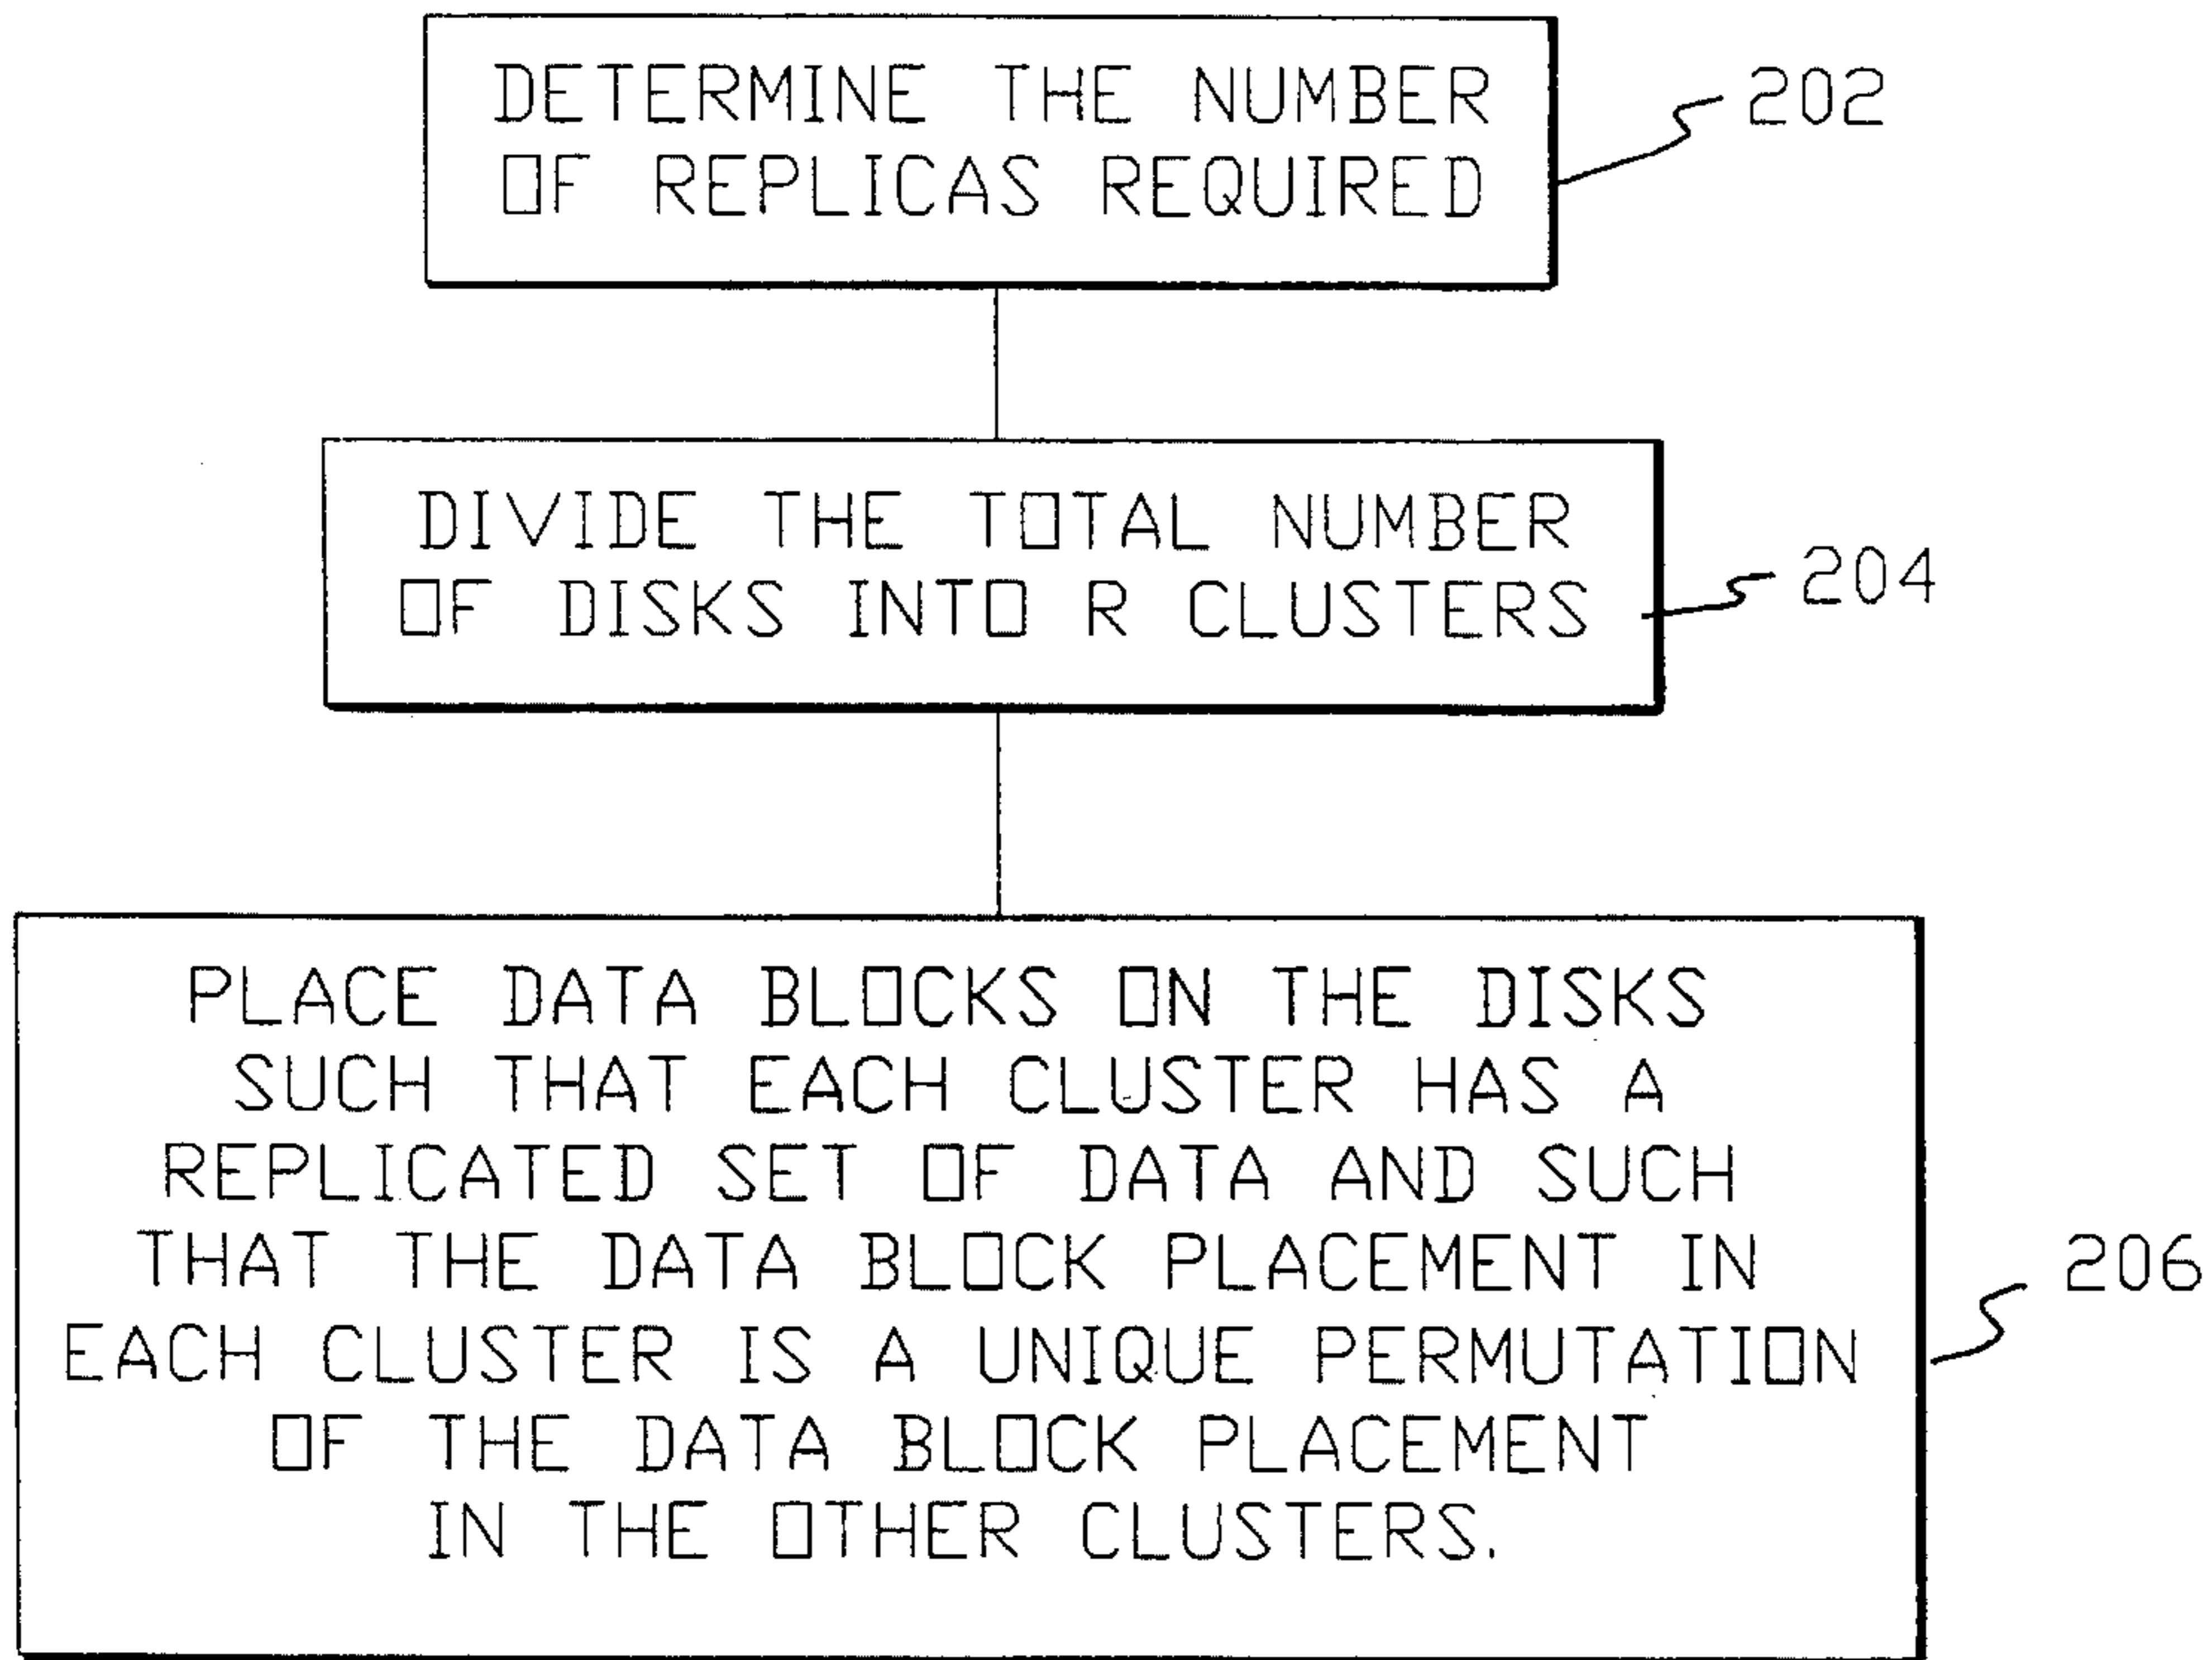 DETERMINE THE NUMBER
OF REPLICAS REQUIRED
202
DIVIDE THE TOTAL NUMBER
OF DISKS INTO R CLUSTERS
204
PLACE DATA BLOCKS ON THE DISKS
SUCH THAT EACH CLUSTER HAS A
REPLICATED SET OF DATA AND SUCH
THAT THE DATA BLOCK PLACEMENT IN
EACH CLUSTER IS A UNIQUE PERMUTATION
OF THE DATA BLOCK PLACEMENT
IN THE OTHER CLUSTERS.
206